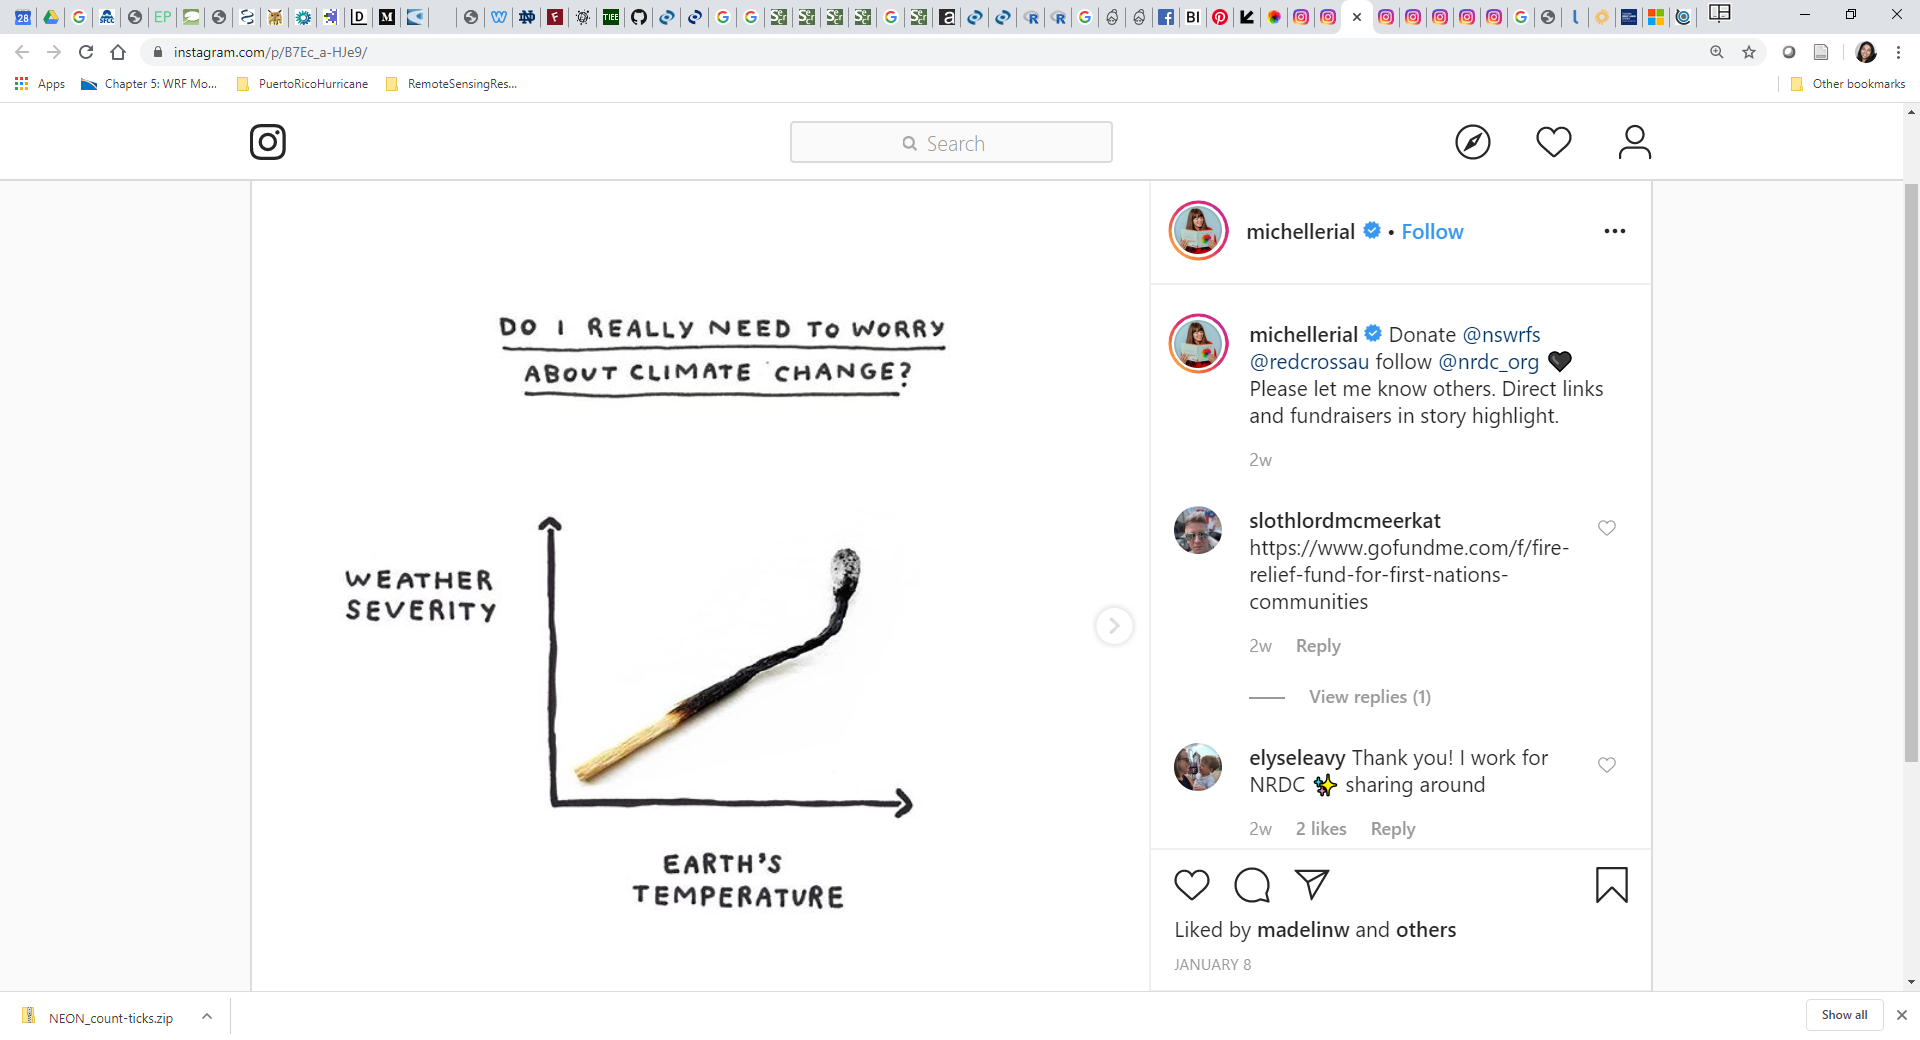 28
EP
D
M
W
F
TIEE
a
R
R
BI
instagram.com/p/B7Ec_a-HJe9/
Apps
Chapter 5: WRF Mo...
PuertoRicoHurricane
RemoteSensingRes...
Other bookmarks
Search
DO I REALLY NEED TO WORRY
ABOUT CLIMATE CHANGE?
WEATHER
SEVERITY
EARTH'S
TEMPERATURE
michellerial • Follow
michellerial Donate @nswrfs
@redcrossau follow @nrdc_org 🖤
Please let me know others. Direct links
and fundraisers in story highlight.
2w
slothlordmcmeerkat
https://www.gofundme.com/f/fire-
relief-fund-for-first-nations-
communities
2w Reply
View replies (1)
elyseleavy Thank you! I work for
NRDC ✨ sharing around
2w 2 likes Reply
Liked by madelinw and others
JANUARY 8
NEON_count-ticks.zip
Show all